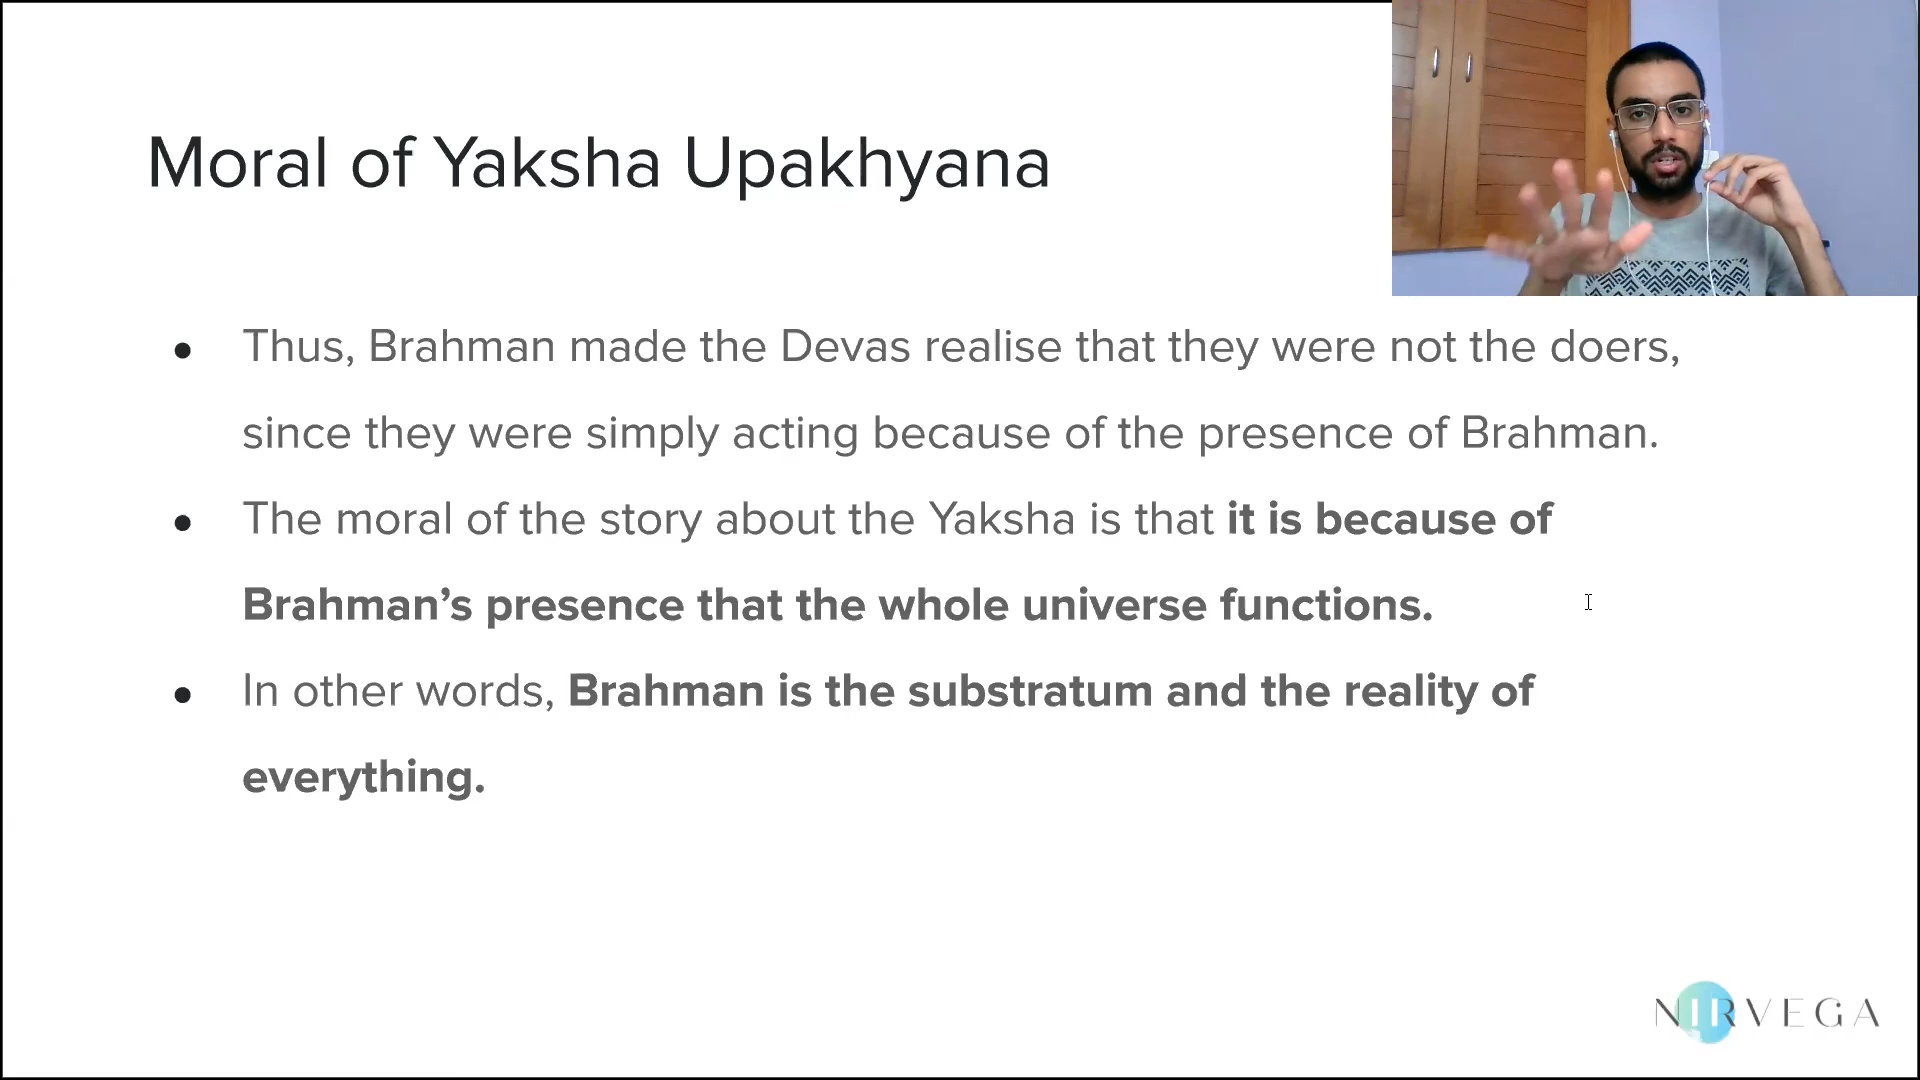 Moral of Yaksha Upakhyana
● Thus, Brahman made the Devas realise that they were not the doers,
since they were simply acting because of the presence of Brahman.
● The moral of the story about the Yaksha is that it is because of
Brahman’s presence that the whole universe functions.
● In other words, Brahman is the substratum and the reality of
everything.
NIRVEGA